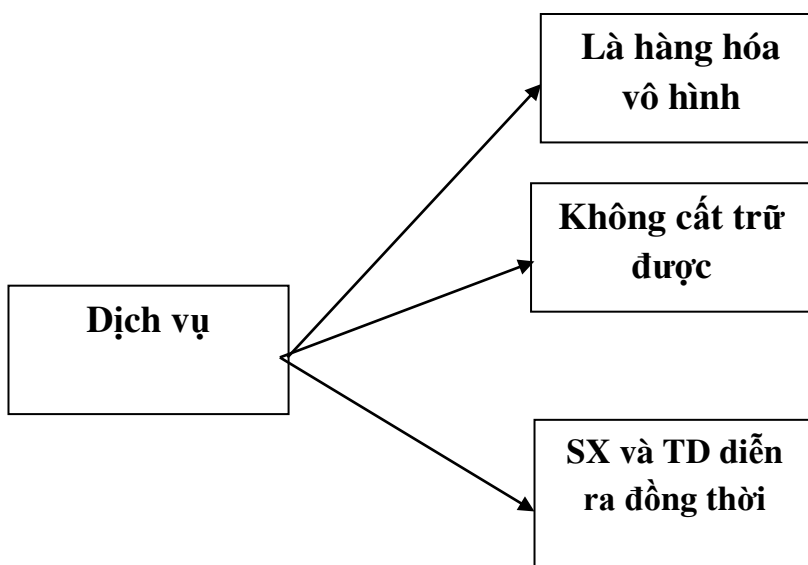 Là hàng hóa
vô hình
Không cất trữ
được
Dịch vụ
SX và TD diễn
ra đồng thời